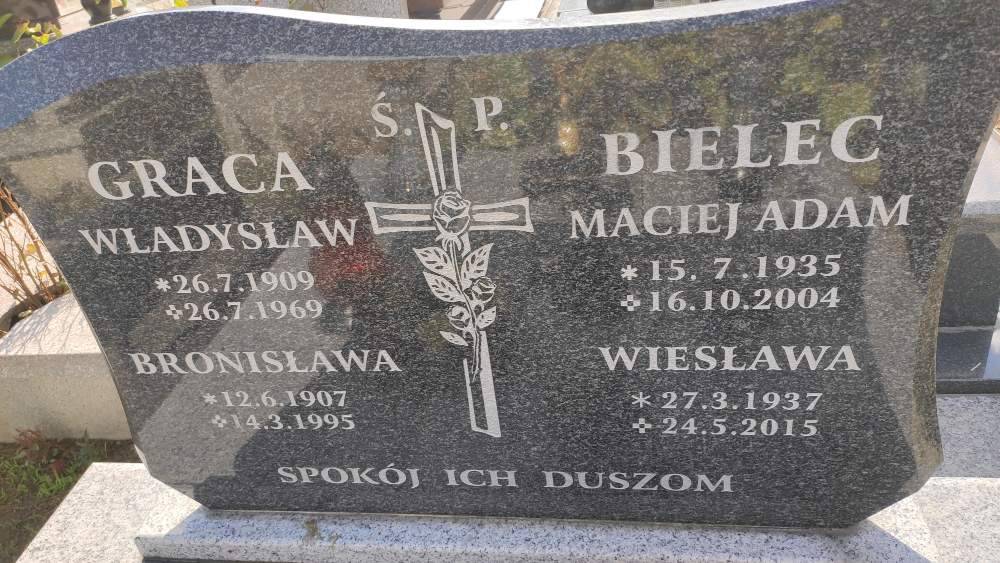 Ś. P.
GRACA
WŁADYSŁAW
*26.7.1909
✣26.7.1969
BRONISŁAWA
*12.6.1907
✣14.3.1995
BIELEC
MACIEJ ADAM
*15.7.1935
✣16.10.2004
WIESŁAWA
*27.3.1937
✣24.5.2015
SPOKÓJ ICH DUSZOM